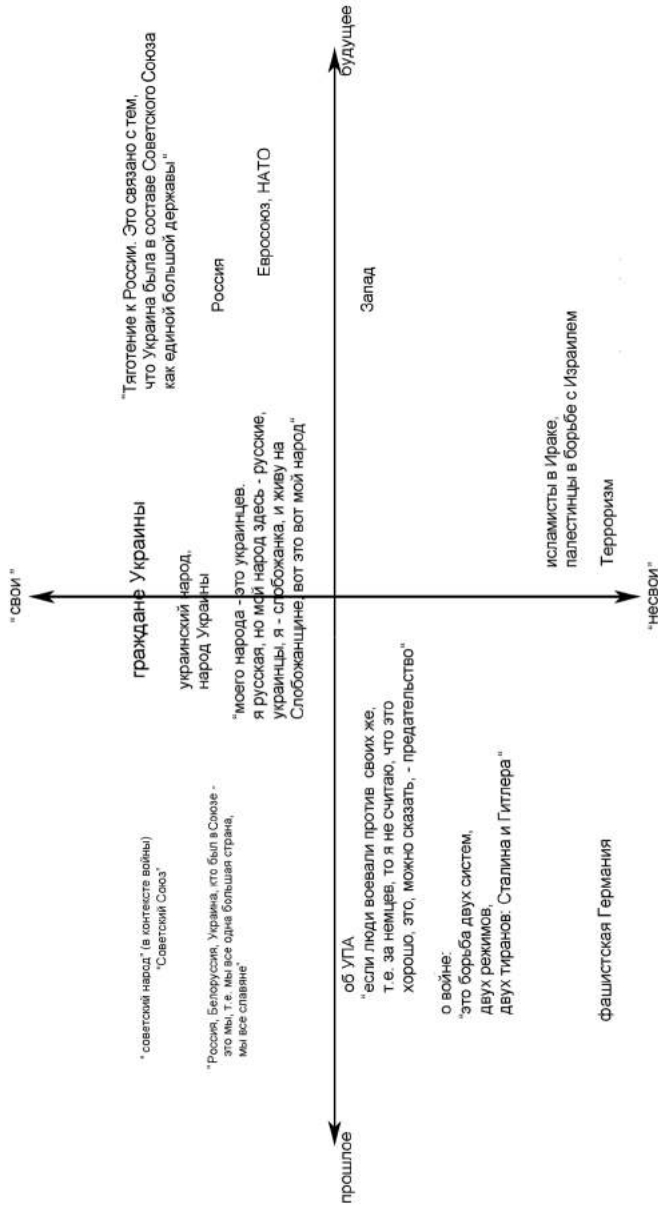 "свои"
"Тяготение к России. Это связано с тем,
что Украина была в составе Советского Союза
как единой большой державы"
граждане Украины
" советский народ" (в контексте войны)
"Советский Союз"
украинский народ,
народ Украины
Россия
"Россия, Белоруссия, Украина, кто был в Союзе -
это мы, т.е. мы все одна большая страна,
мы все славяне"
"моего народа - это украинцев.
я русская, но мой народ здесь - русские,
украинцы, я - слобожанка, и живу на
Слобожанщине, вот это вот мой народ"
Евросоюз, НАТО
прошлое
будущее
об УПА
"если люди воевали против своих же,
т.е. за немцев, то я не считаю, что это
хорошо, это, можно сказать, - предательство"
Запад
о войне:
"это борьба двух систем,
двух режимов,
двух тиранов: Сталина и Гитлера"
исламисты в Ираке,
палестинцы в борьбе с Израилем
фашистская Германия
Терроризм
"несвои"